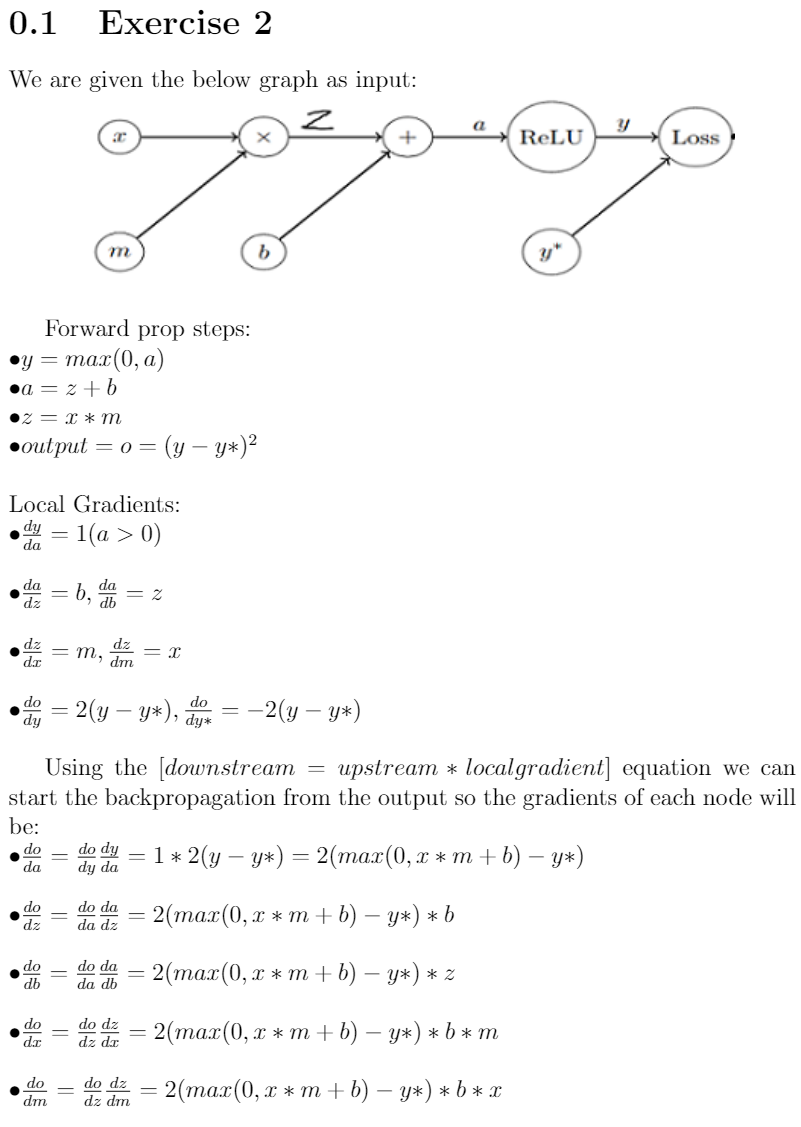 0.1 Exercise 2
We are given the below graph as input:
x × z + a ReLU y Loss
m b y*
Forward prop steps:
•y = max(0, a)
•a = z + b
•z = x ∗ m
•output = o = (y − y∗)²
Local Gradients:
•dy/da = 1(a > 0)
•da/dz = b, da/db = z
•dz/dx = m, dz/dm = x
•do/dy = 2(y − y∗), do/dy∗ = −2(y − y∗)
Using the [downstream = upstream ∗ localgradient] equation we can
start the backpropagation from the output so the gradients of each node will
be:
•do/da = do/dy dy/da = 1 ∗ 2(y − y∗) = 2(max(0, x ∗ m + b) − y∗)
•do/dz = do/da da/dz = 2(max(0, x ∗ m + b) − y∗) ∗ b
•do/db = do/da da/db = 2(max(0, x ∗ m + b) − y∗) ∗ z
•do/dx = do/dz dz/dx = 2(max(0, x ∗ m + b) − y∗) ∗ b ∗ m
•do/dm = do/dz dz/dm = 2(max(0, x ∗ m + b) − y∗) ∗ b ∗ x